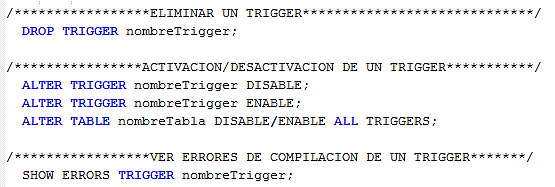 /*****************ELIMINAR UN TRIGGER*****************************/
DROP TRIGGER nombreTrigger;
/****************ACTIVACION/DESACTIVACION DE UN TRIGGER***********/
ALTER TRIGGER nombreTrigger DISABLE;
ALTER TRIGGER nombreTrigger ENABLE;
ALTER TABLE nombreTabla DISABLE/ENABLE ALL TRIGGERS;
/*****************VER ERRORES DE COMPILACION DE UN TRIGGER*******/
SHOW ERRORS TRIGGER nombreTrigger;